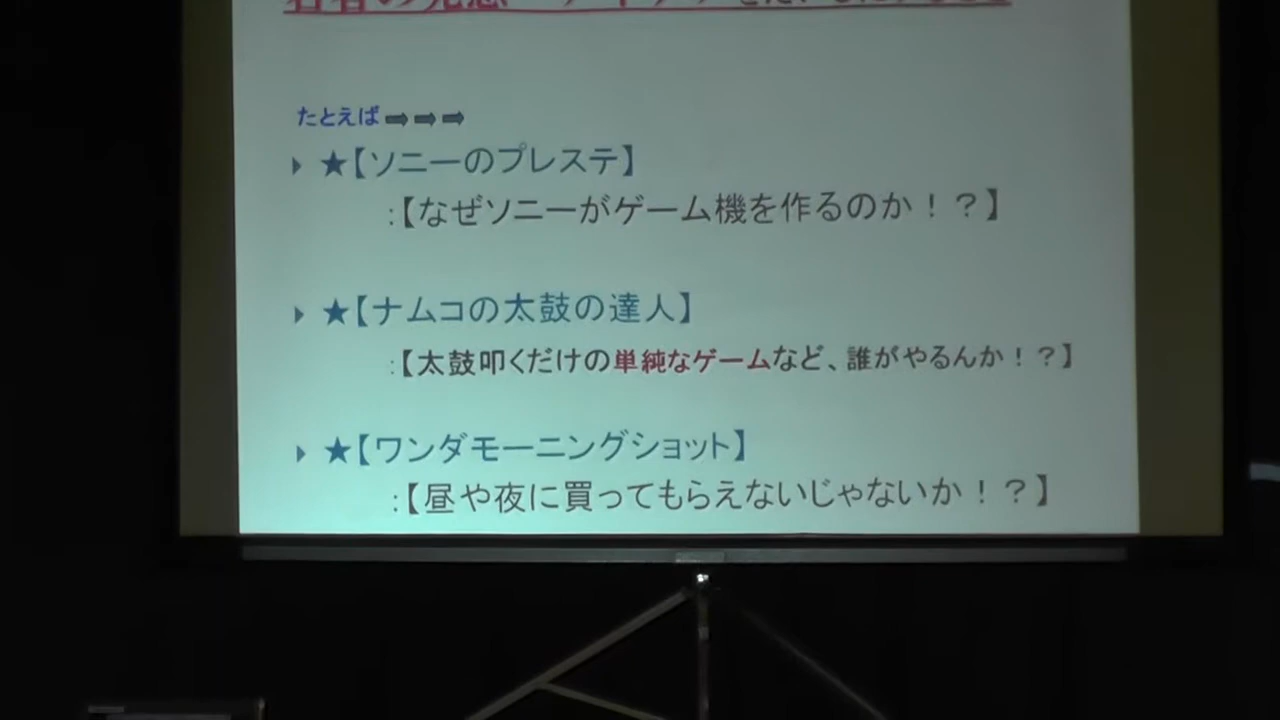 たとえば➡➡➡
★【ソニーのプレステ】
:【なぜソニーがゲーム機を作るのか！？】
★【ナムコの太鼓の達人】
:【太鼓叩くだけの単純なゲームなど、誰がやるんか！？】
★【ワンダモーニングショット】
:【昼や夜に買ってもらえないじゃないか！？】